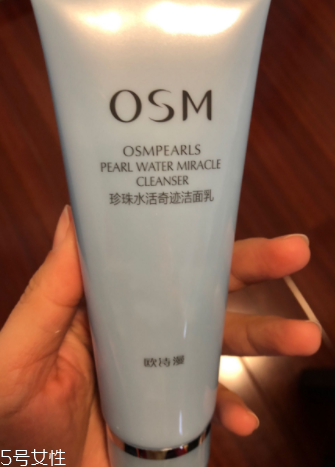 OSM
OSMPEARLS
PEARL WATER MIRACLE
CLEANSER
珍珠水活奇迹洁面乳
欧诗漫
5号女性